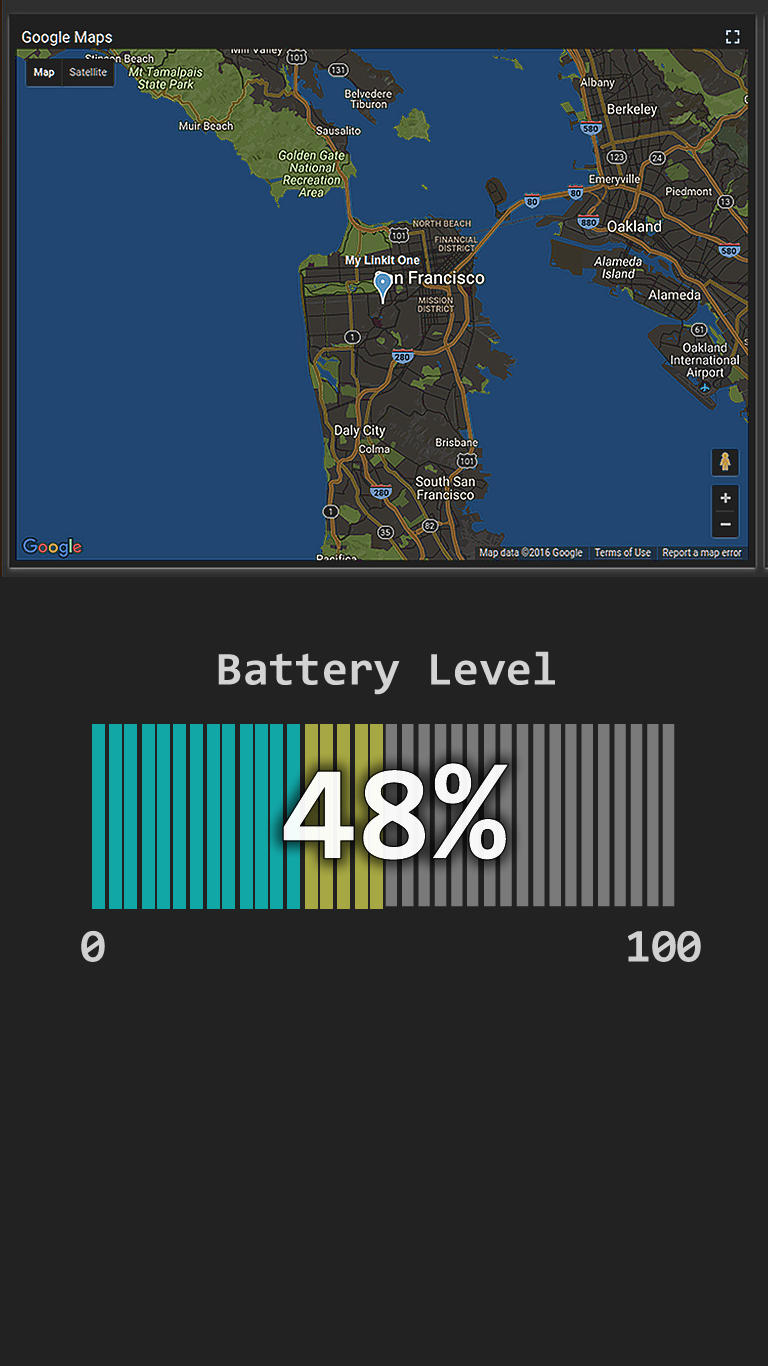 Google Maps
Map
Satellite
Stinson Beach
Mt Tamalpais
State Park
Mill Valley
101
131
Belvedere
Tiburon
Muir Beach
Sausalito
Golden Gate
National
Recreation
Area
Albany
Berkeley
580
123
24
Emeryville
80
80
Piedmont
13
880
Oakland
580
NORTH BEACH
101
FINANCIAL
DISTRICT
My LinkIt One
an Francisco
MISSION
DISTRICT
Alameda
Island
Alameda
1
280
61
Oakland
International
Airport
Daly City
Colma
Brisbane
101
280
South San
Francisco
1
35
82
Pacifica
+
−
Google
Map data ©2016 Google
Terms of Use
Report a map error
Battery Level
48%
0
100